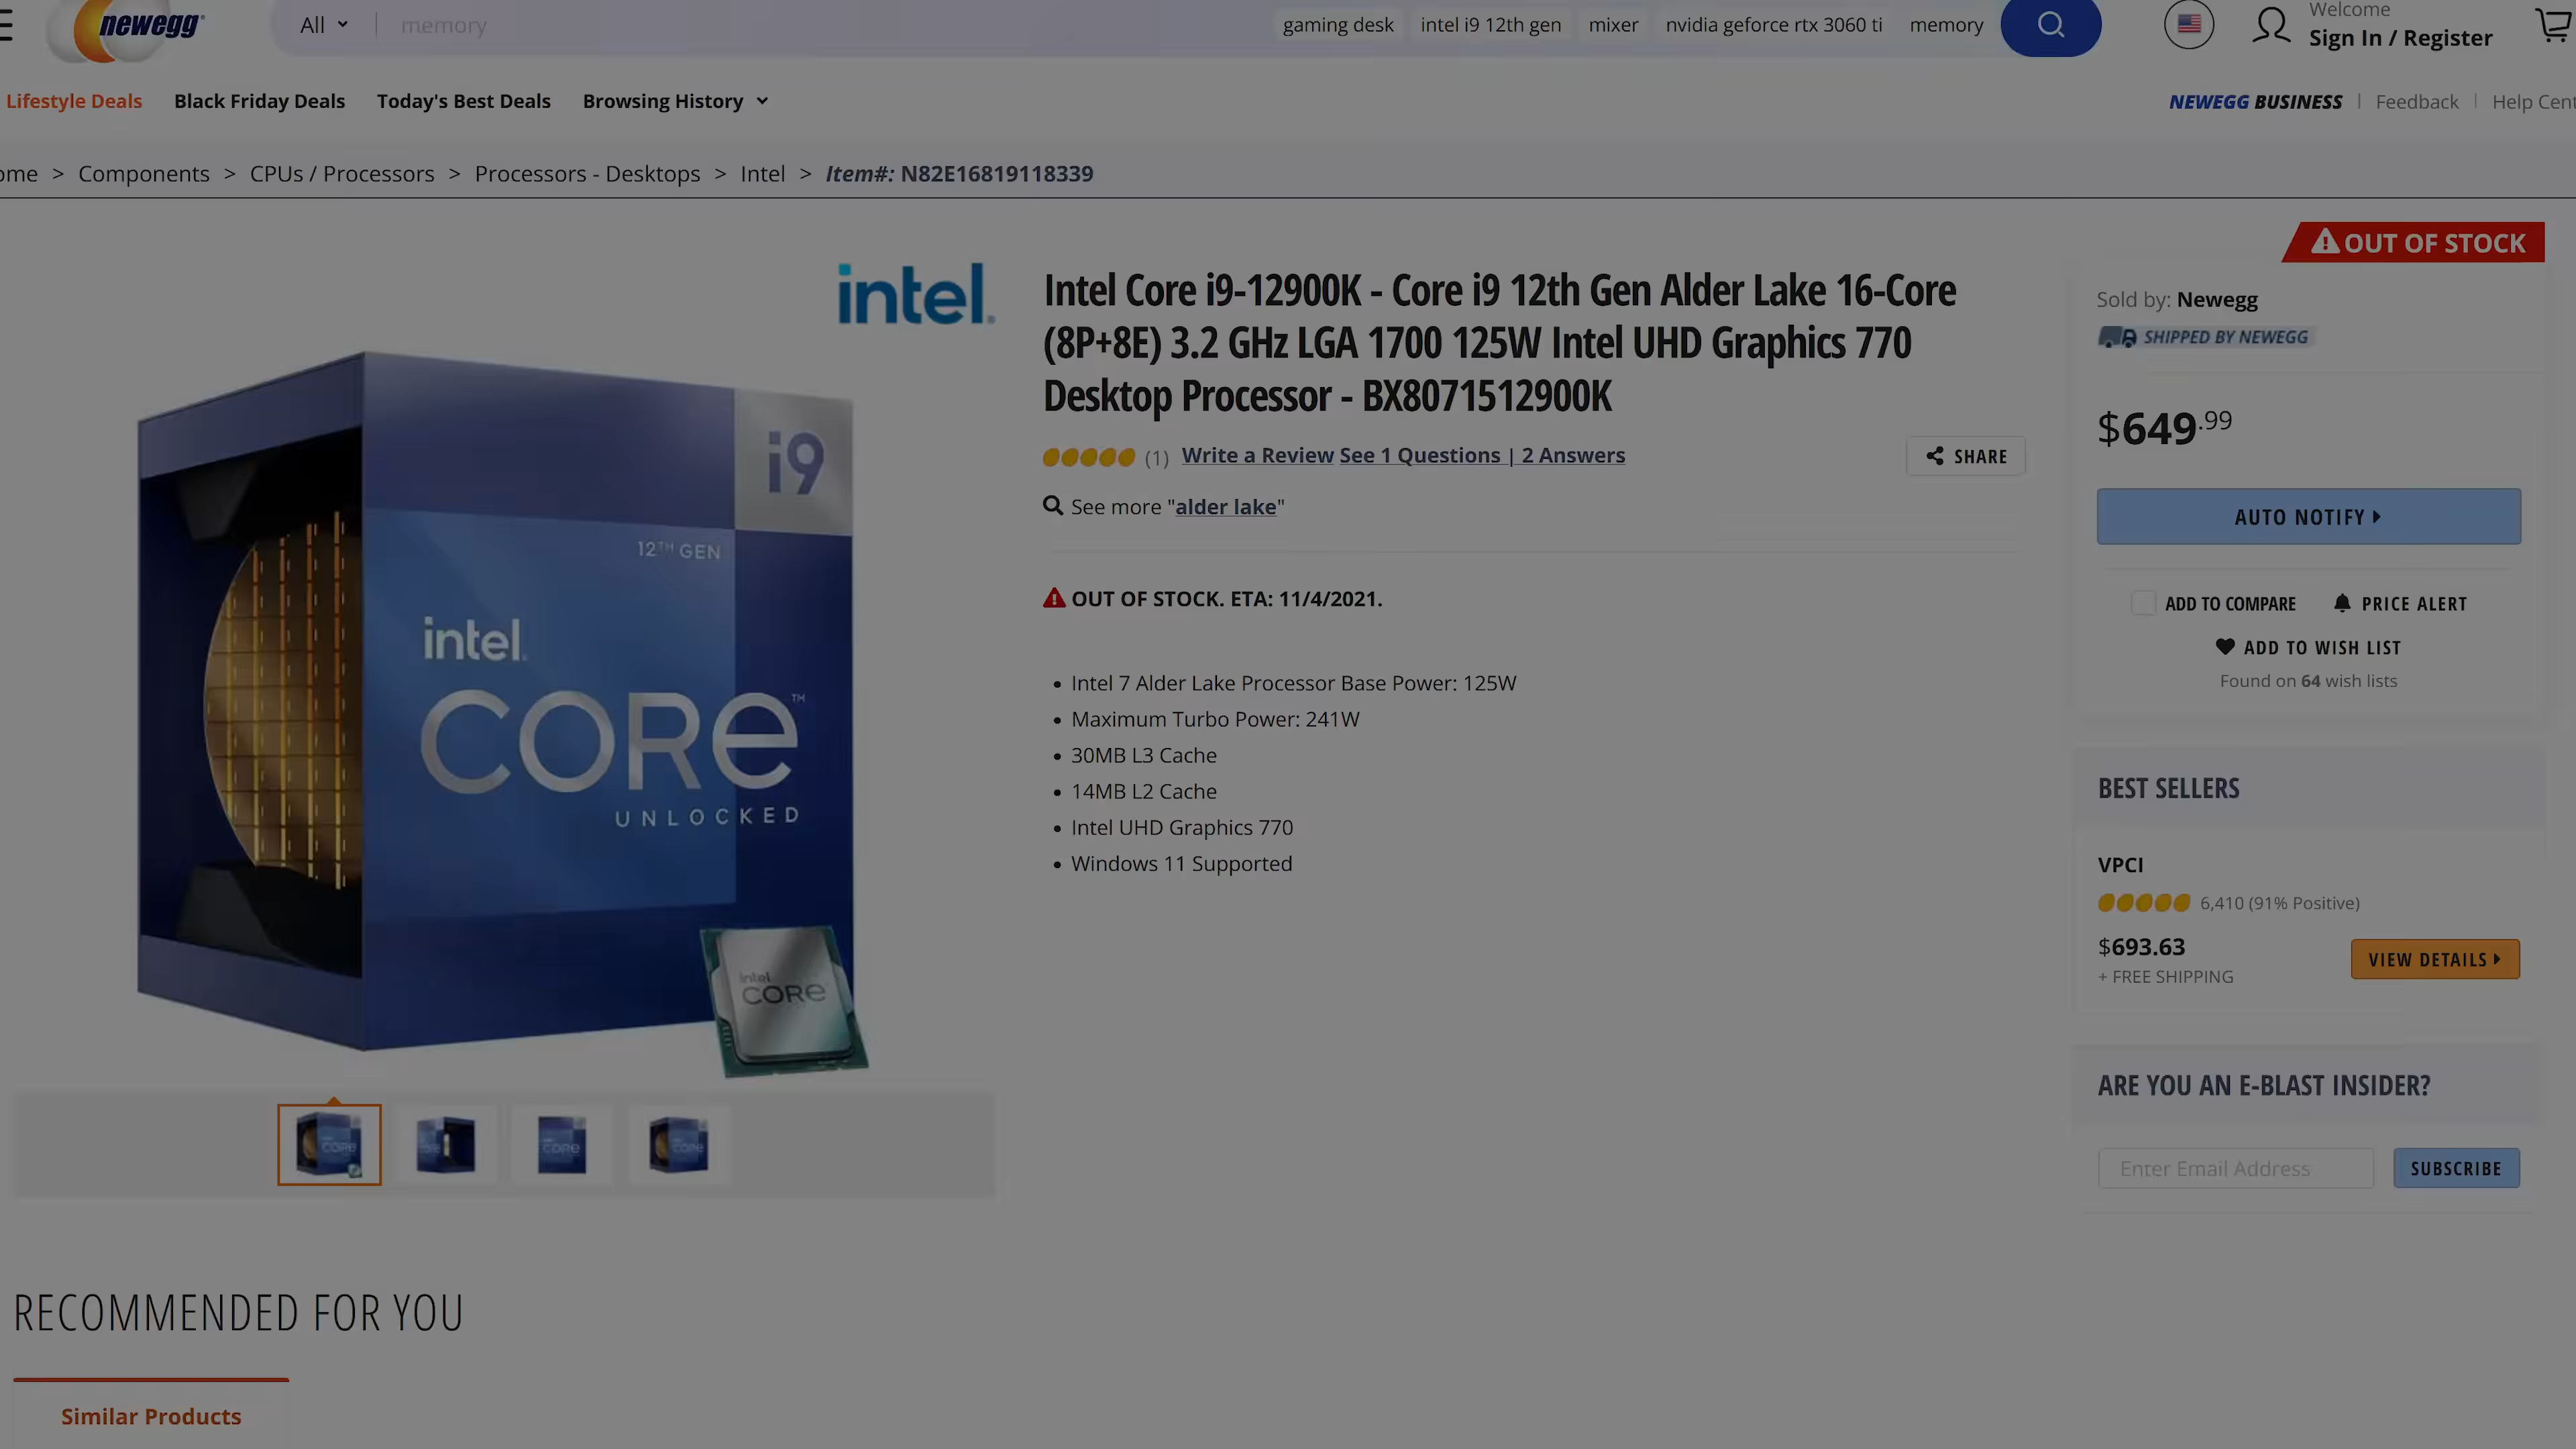 newegg
All
memory
gaming desk
intel i9 12th gen
mixer
nvidia geforce rtx 3060 ti
memory
Welcome
Sign In / Register
Lifestyle Deals
Black Friday Deals
Today's Best Deals
Browsing History
NEWEGG BUSINESS
Feedback
Help Cent
ome > Components > CPUs / Processors > Processors - Desktops > Intel > Item#: N82E16819118339
OUT OF STOCK
intel.
Intel Core i9-12900K - Core i9 12th Gen Alder Lake 16-Core
(8P+8E) 3.2 GHz LGA 1700 125W Intel UHD Graphics 770
Desktop Processor - BX8071512900K
(1) Write a Review See 1 Questions | 2 Answers
SHARE
See more "alder lake"
OUT OF STOCK. ETA: 11/4/2021.
• Intel 7 Alder Lake Processor Base Power: 125W
• Maximum Turbo Power: 241W
• 30MB L3 Cache
• 14MB L2 Cache
• Intel UHD Graphics 770
• Windows 11 Supported
i9
12TH GEN
intel.
CORE™
UNLOCKED
intel
CORE
Sold by: Newegg
SHIPPED BY NEWEGG
$649.99
AUTO NOTIFY
ADD TO COMPARE
PRICE ALERT
ADD TO WISH LIST
Found on 64 wish lists
BEST SELLERS
VPCI
6,410 (91% Positive)
$693.63
+ FREE SHIPPING
VIEW DETAILS
ARE YOU AN E-BLAST INSIDER?
Enter Email Address
SUBSCRIBE
CORE
CORE
CORE
CORE
RECOMMENDED FOR YOU
Similar Products